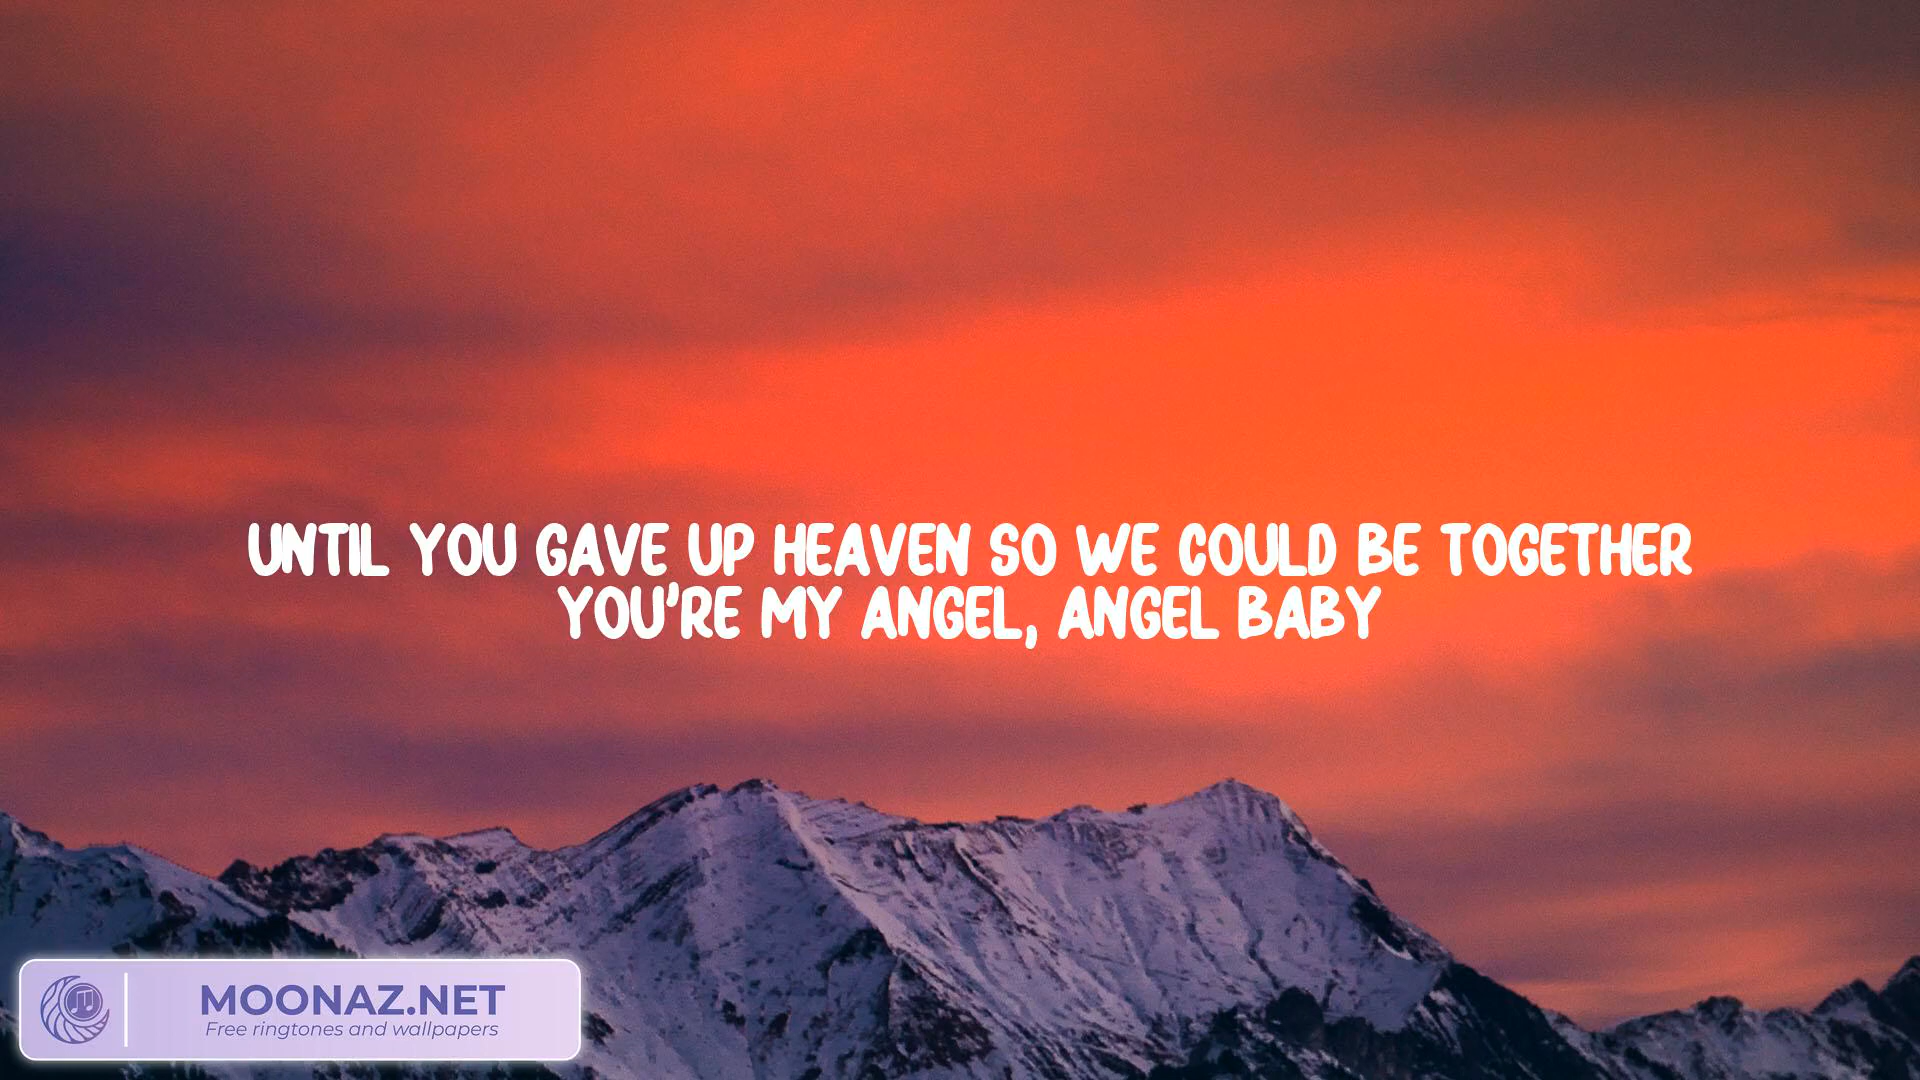 UNTIL YOU GAVE UP HEAVEN SO WE COULD BE TOGETHER
YOU'RE MY ANGEL, ANGEL BABY
MOONAZ.NET
Free ringtones and wallpapers